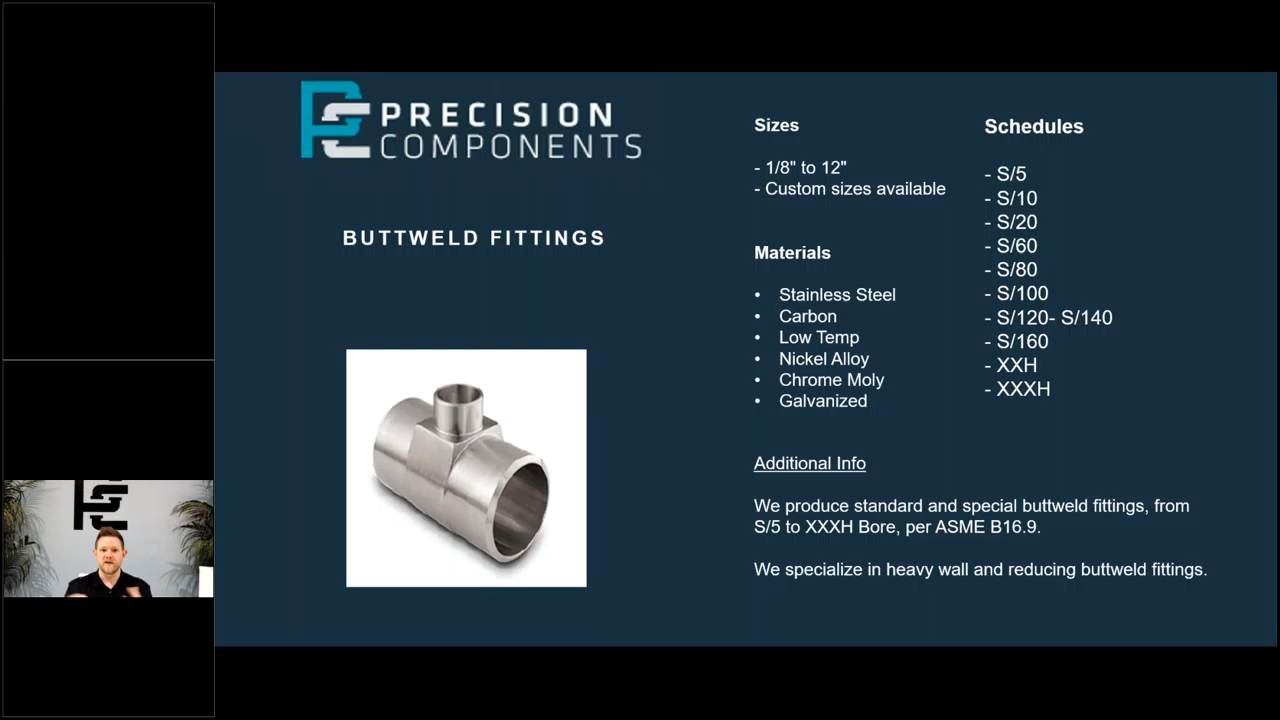 PRECISION
COMPONENTS
BUTTWELD FITTINGS
Sizes
- 1/8" to 12"
- Custom sizes available
Materials
• Stainless Steel
• Carbon
• Low Temp
• Nickel Alloy
• Chrome Moly
• Galvanized
Schedules
- S/5
- S/10
- S/20
- S/60
- S/80
- S/100
- S/120- S/140
- S/160
- XXH
- XXXH
Additional Info
We produce standard and special buttweld fittings, from
S/5 to XXXH Bore, per ASME B16.9.
We specialize in heavy wall and reducing buttweld fittings.